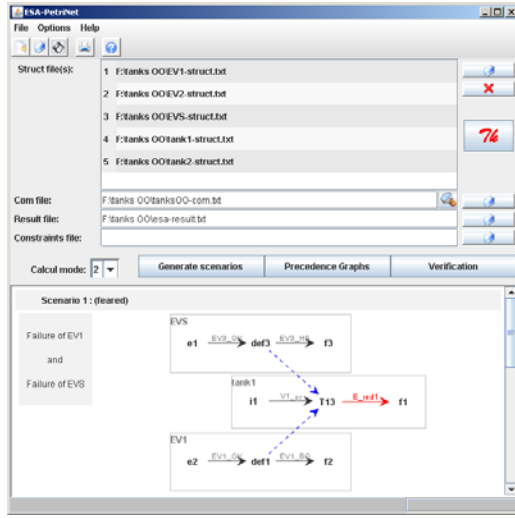 ESA-PetriNet
File Options Help
Struct file(s):
1 F:\tanks OO\EV1-struct.txt
2 F:\tanks OO\EV2-struct.txt
3 F:\tanks OO\EVS-struct.txt
4 F:\tanks OO\tank1-struct.txt
5 F:\tanks OO\tank2-struct.txt
Com file: F:\tanks OO\tanksOO-com.txt
Result file: F:\tanks OO\esa-result.txt
Constraints file:
Calcul mode: 2 Generate scenarios Precedence Graphs Verification
Scenario 1 : (feared)
Failure of EV1
and
Failure of EVS
EVS
e1 def3 f3
tank1
i1 T13 E_red1 f1
EV1
e2 EV1_OK def1 f2